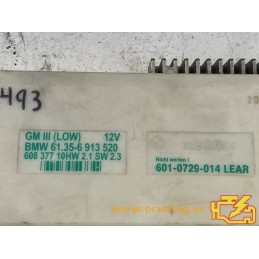 493
GM III (LOW) 12V
BMW 61.35-6 913 520
608 377 10HW 2.1 SW 2.3
Nicht werfen !
601-0729-014 LEAR